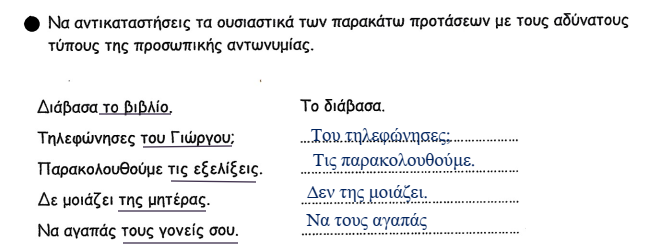 ● Να αντικαταστήσεις τα ουσιαστικά των παρακάτω προτάσεων με τους αδύνατους
τύπους της προσωπικής αντωνυμίας.
Διάβασα το βιβλίο. Το διάβασα.
Τηλεφώνησες του Γιώργου; Του τηλεφώνησες;
Παρακολουθούμε τις εξελίξεις. Τις παρακολουθούμε.
Δε μοιάζει της μητέρας. Δεν της μοιάζει.
Να αγαπάς τους γονείς σου. Να τους αγαπάς